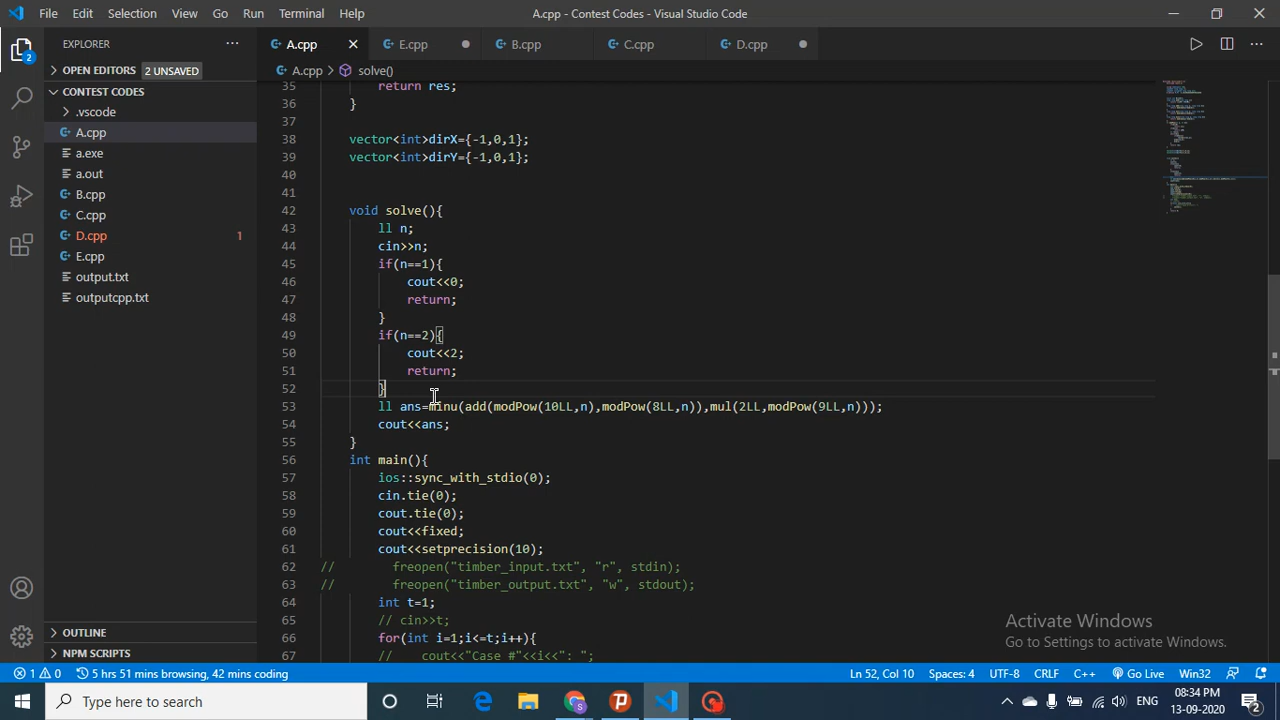 File Edit Selection View Go Run Terminal Help
A.cpp - Contest Codes - Visual Studio Code
EXPLORER
A.cpp E.cpp B.cpp C.cpp D.cpp
OPEN EDITORS 2 UNSAVED
A.cpp > solve()
CONTEST CODES
.vscode
A.cpp
a.exe
a.out
B.cpp
C.cpp
D.cpp 1
E.cpp
output.txt
outputcpp.txt
OUTLINE
NPM SCRIPTS
2
35 return res;
36 }
37
38 vector<int>dirX={-1,0,1};
39 vector<int>dirY={-1,0,1};
40
41
42 void solve(){
43 ll n;
44 cin>>n;
45 if(n==1){
46 cout<<0;
47 return;
48 }
49 if(n==2){
50 cout<<2;
51 return;
52 }
53 ll ans=minu(add(modPow(10LL,n),modPow(8LL,n)),mul(2LL,modPow(9LL,n)));
54 cout<<ans;
55 }
56 int main(){
57 ios::sync_with_stdio(0);
58 cin.tie(0);
59 cout.tie(0);
60 cout<<fixed;
61 cout<<setprecision(10);
62 // freopen("timber_input.txt", "r", stdin);
63 // freopen("timber_output.txt", "w", stdout);
64 int t=1;
65 // cin>>t;
66 for(int i=1;i<=t;i++){
67 // cout<<"Case #"<<i<<": ";
Activate Windows
Go to Settings to activate Windows.
1 0 5 hrs 51 mins browsing, 42 mins coding Ln 52, Col 10 Spaces: 4 UTF-8 CRLF C++ Go Live Win32
Type here to search
ENG
08:34 PM
13-09-2020
2